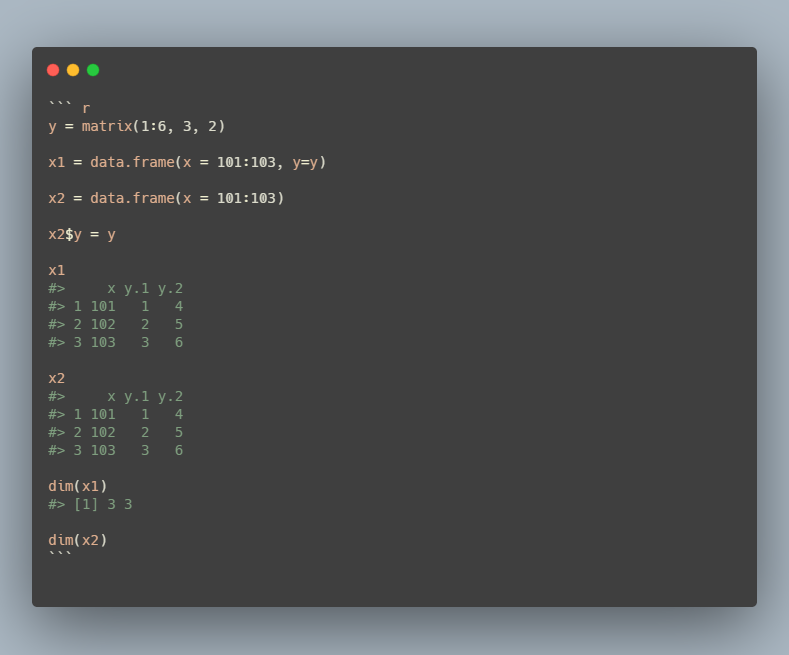 ``` r
y = matrix(1:6, 3, 2)
x1 = data.frame(x = 101:103, y=y)
x2 = data.frame(x = 101:103)
x2$y = y
x1
#>     x y.1 y.2
#> 1 101   1   4
#> 2 102   2   5
#> 3 103   3   6
x2
#>     x y.1 y.2
#> 1 101   1   4
#> 2 102   2   5
#> 3 103   3   6
dim(x1)
#> [1] 3 3
dim(x2)
```